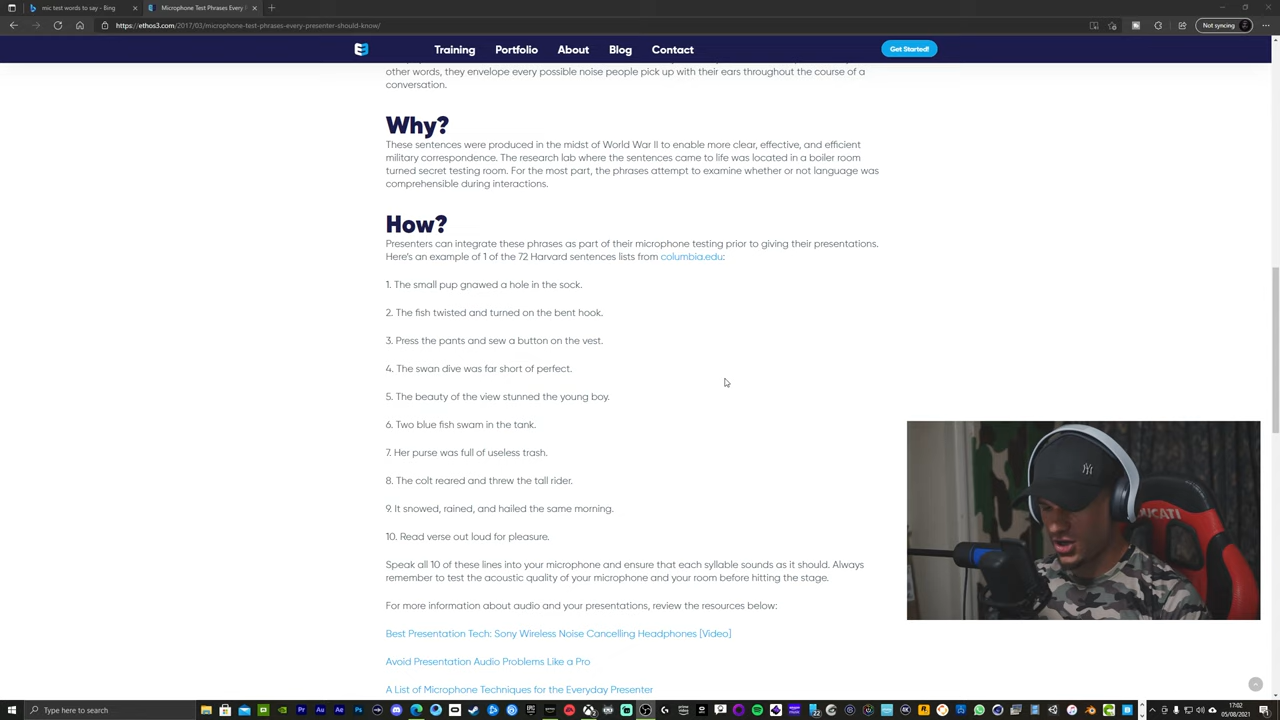 mic test words to say - Bing
Microphone Test Phrases Every P
https://ethos3.com/2017/03/microphone-test-phrases-every-presenter-should-know/
Not syncing
Training Portfolio About Blog Contact
Get Started!
other words, they envelope every possible noise people pick up with their ears throughout the course of a
conversation.
Why?
These sentences were produced in the midst of World War II to enable more clear, effective, and efficient
military correspondence. The research lab where the sentences came to life was located in a boiler room
turned secret testing room. For the most part, the phrases attempt to examine whether or not language was
comprehensible during interactions.
How?
Presenters can integrate these phrases as part of their microphone testing prior to giving their presentations.
Here's an example of 1 of the 72 Harvard sentences lists from columbia.edu:
1. The small pup gnawed a hole in the sock.
2. The fish twisted and turned on the bent hook.
3. Press the pants and sew a button on the vest.
4. The swan dive was far short of perfect.
5. The beauty of the view stunned the young boy.
6. Two blue fish swam in the tank.
7. Her purse was full of useless trash.
8. The colt reared and threw the tall rider.
9. It snowed, rained, and hailed the same morning.
10. Read verse out loud for pleasure.
Speak all 10 of these lines into your microphone and ensure that each syllable sounds as it should. Always
remember to test the acoustic quality of your microphone and your room before hitting the stage.
For more information about audio and your presentations, review the resources below:
Best Presentation Tech: Sony Wireless Noise Cancelling Headphones [Video]
Avoid Presentation Audio Problems Like a Pro
A List of Microphone Techniques for the Everyday Presenter
DUCATI
Type here to search
17:02
05/08/2021